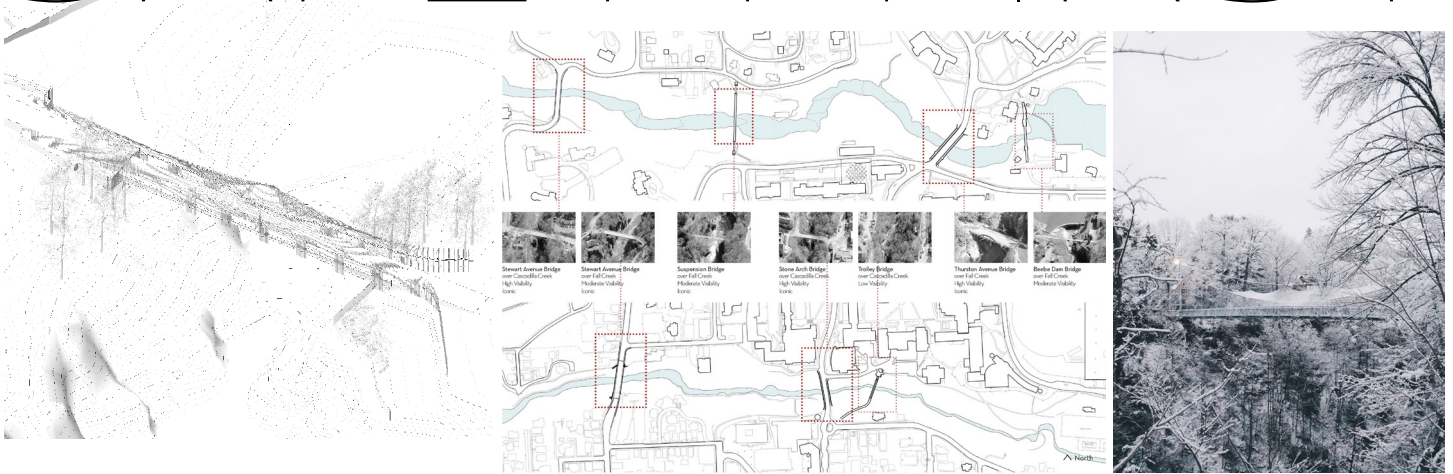 Stewart Avenue Bridge
over Cascadilla Creek
High Visibility
Iconic
Stewart Avenue Bridge
over Fall Creek
Moderate Visibility
Iconic
Suspension Bridge
over Fall Creek
Moderate Visibility
Iconic
Stone Arch Bridge
over Cascadilla Creek
High Visibility
Iconic
Trolley Bridge
over Cascadilla Creek
Low Visibility
Thurston Avenue Bridge
over Fall Creek
High Visibility
Iconic
Beebe Dam Bridge
over Fall Creek
Moderate Visibility
North